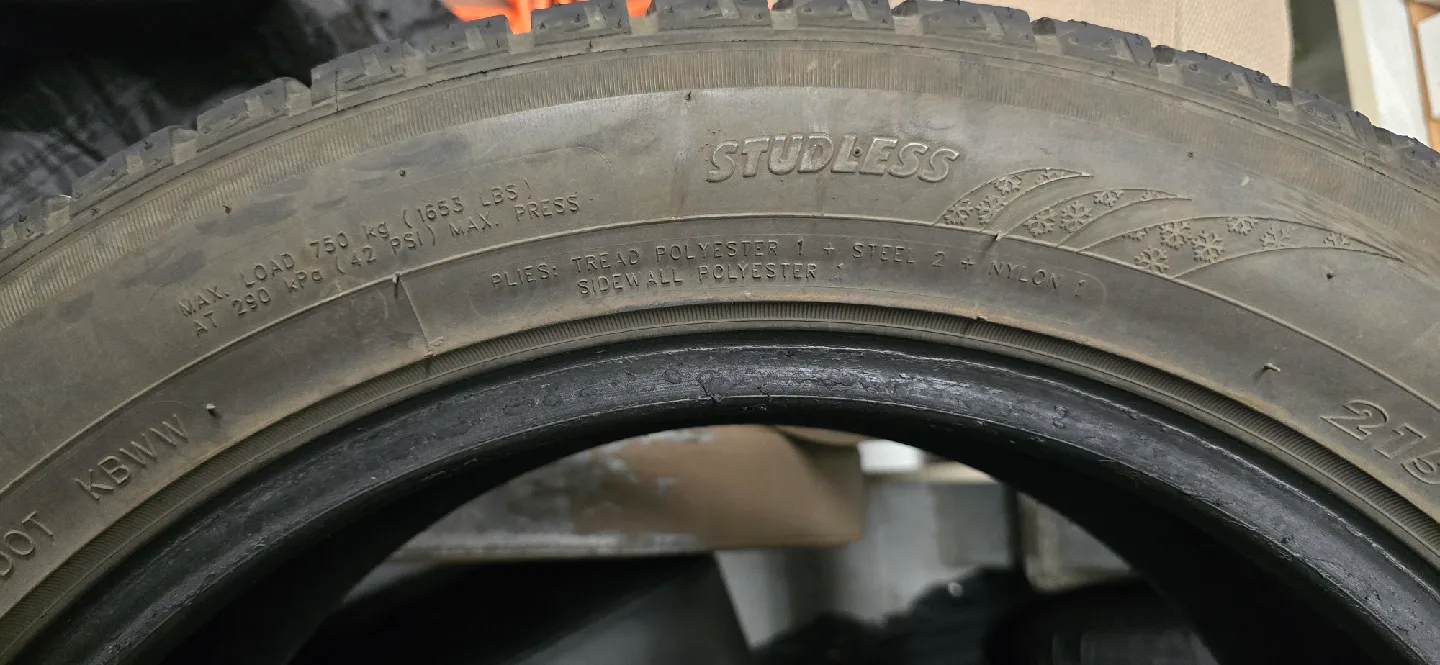 STUDLESS
MAX. LOAD 750 kg (1653 LBS)
AT 290 kPa (42 PSI) MAX. PRESS
PLIES: TREAD POLYESTER 1 + STEEL 2 + NYLON 1
SIDEWALL POLYESTER 1
DOT KBWW
215